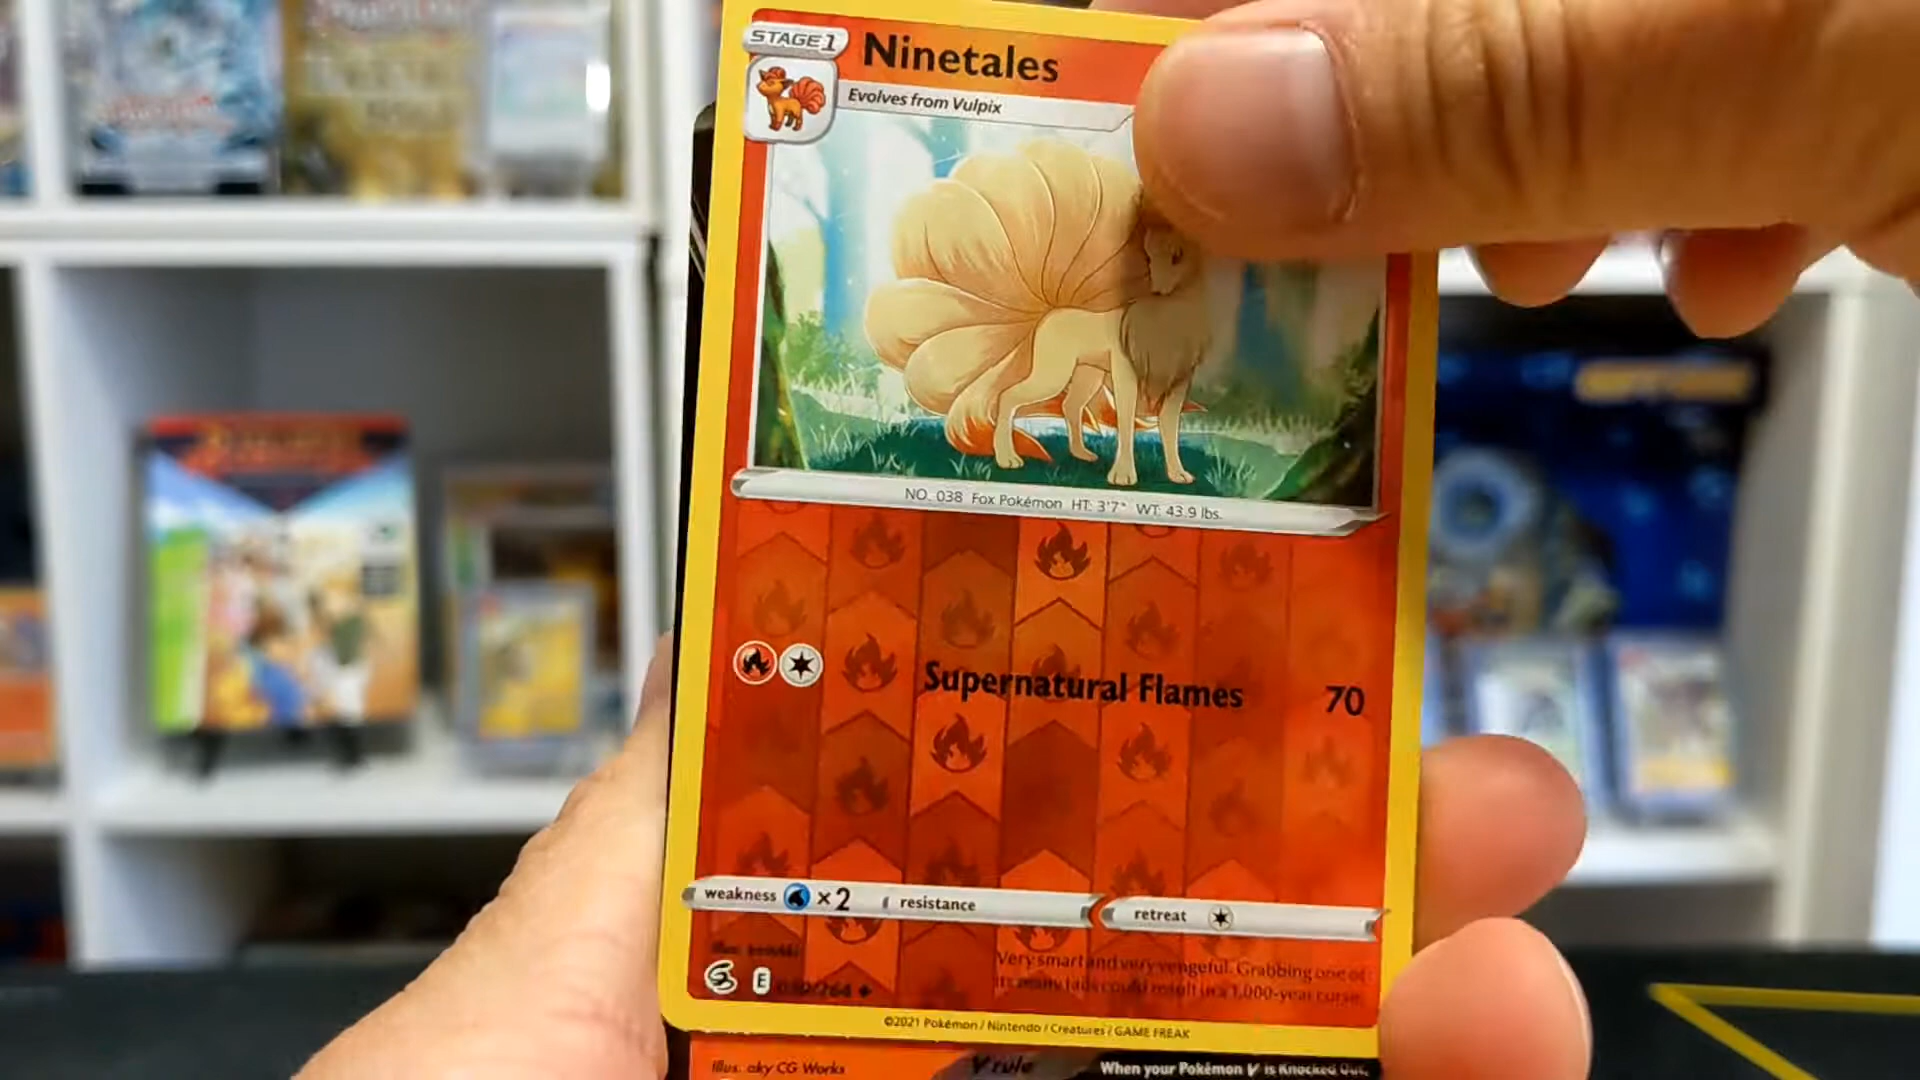 STAGE 1
Ninetales
Evolves from Vulpix
NO. 038 Fox Pokémon HT: 3'7" WT: 43.9 lbs.
Supernatural Flames 70
weakness ×2 resistance retreat
Very smart and very vengeful. Grabbing one of
its many tails could result in a 1,000-year curse.
E /264
©2021 Pokémon / Nintendo / Creatures / GAME FREAK
Illus. aky CG Works V rule When your Pokémon V is Knocked Out,